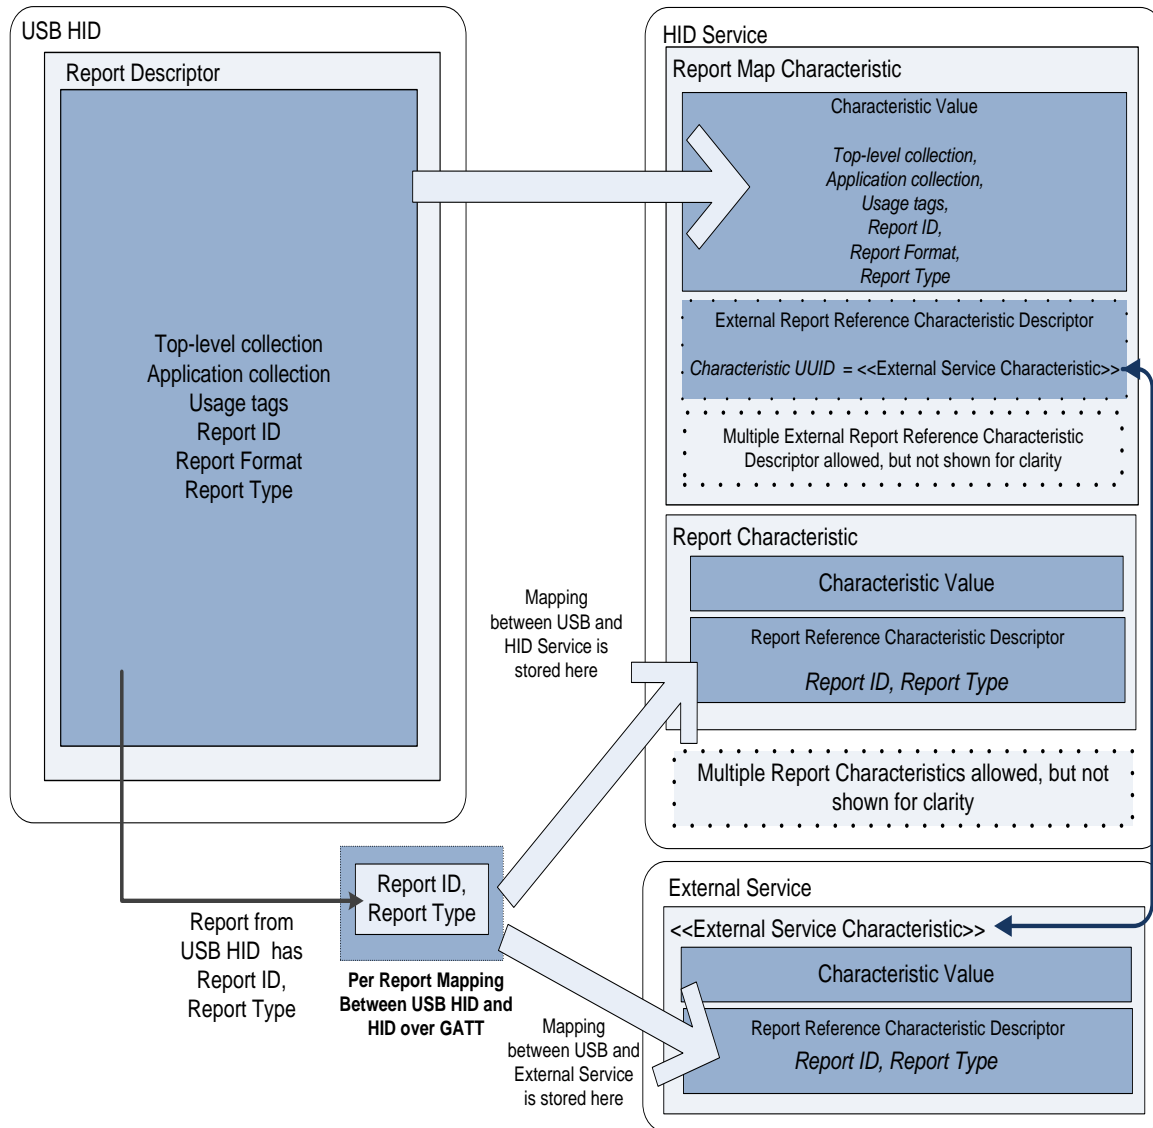 USB HID
Report Descriptor
Top-level collection
Application collection
Usage tags
Report ID
Report Format
Report Type
HID Service
Report Map Characteristic
Characteristic Value
Top-level collection,
Application collection,
Usage tags,
Report ID,
Report Format,
Report Type
External Report Reference Characteristic Descriptor
Characteristic UUID = <<External Service Characteristic>>
Multiple External Report Reference Characteristic
Descriptor allowed, but not shown for clarity
Report Characteristic
Characteristic Value
Report Reference Characteristic Descriptor
Report ID, Report Type
Multiple Report Characteristics allowed, but not
shown for clarity
Mapping
between USB and
HID Service is
stored here
Report ID,
Report Type
Report from
USB HID has
Report ID,
Report Type
Per Report Mapping
Between USB HID and
HID over GATT
Mapping
between USB and
External Service
is stored here
External Service
<<External Service Characteristic>>
Characteristic Value
Report Reference Characteristic Descriptor
Report ID, Report Type